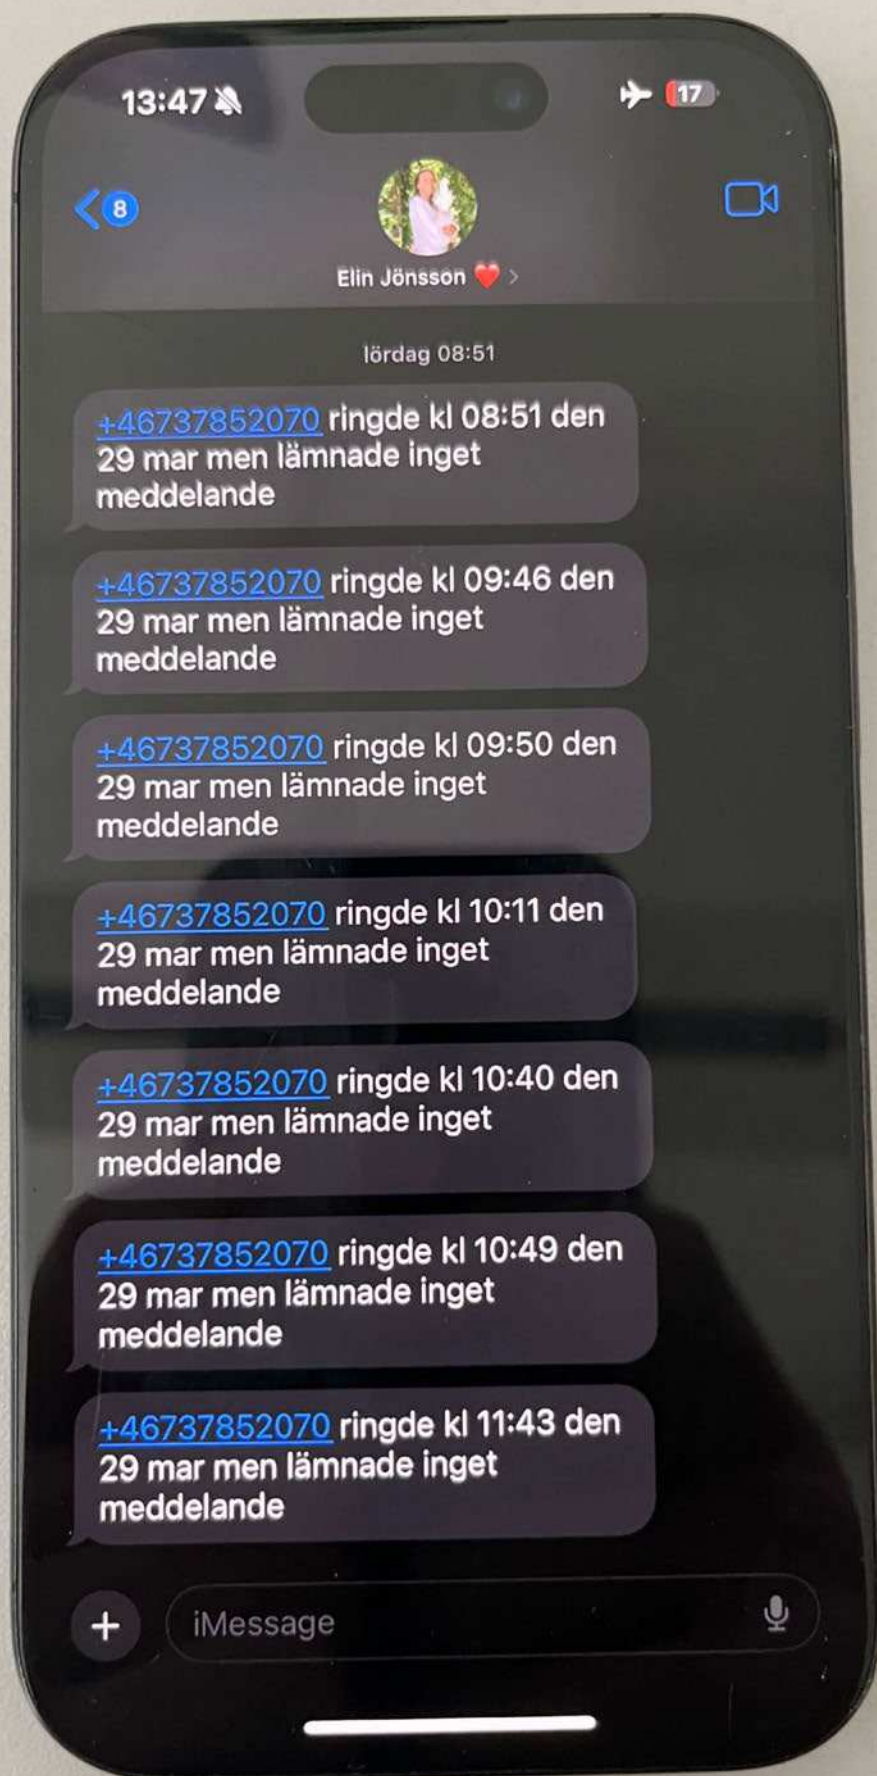 13:47
17
8
Elin Jönsson ❤️ >
lördag 08:51
+46737852070 ringde kl 08:51 den
29 mar men lämnade inget
meddelande
+46737852070 ringde kl 09:46 den
29 mar men lämnade inget
meddelande
+46737852070 ringde kl 09:50 den
29 mar men lämnade inget
meddelande
+46737852070 ringde kl 10:11 den
29 mar men lämnade inget
meddelande
+46737852070 ringde kl 10:40 den
29 mar men lämnade inget
meddelande
+46737852070 ringde kl 10:49 den
29 mar men lämnade inget
meddelande
+46737852070 ringde kl 11:43 den
29 mar men lämnade inget
meddelande
iMessage